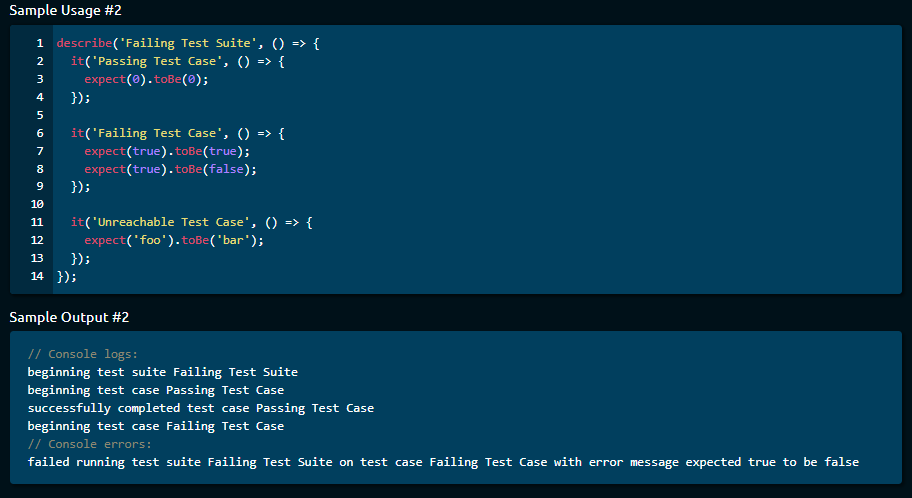 Sample Usage #2
1 describe('Failing Test Suite', () => {
2   it('Passing Test Case', () => {
3     expect(0).toBe(0);
4   });
5
6   it('Failing Test Case', () => {
7     expect(true).toBe(true);
8     expect(true).toBe(false);
9   });
10
11   it('Unreachable Test Case', () => {
12     expect('foo').toBe('bar');
13   });
14 });
Sample Output #2
// Console logs:
beginning test suite Failing Test Suite
beginning test case Passing Test Case
successfully completed test case Passing Test Case
beginning test case Failing Test Case
// Console errors:
failed running test suite Failing Test Suite on test case Failing Test Case with error message expected true to be false